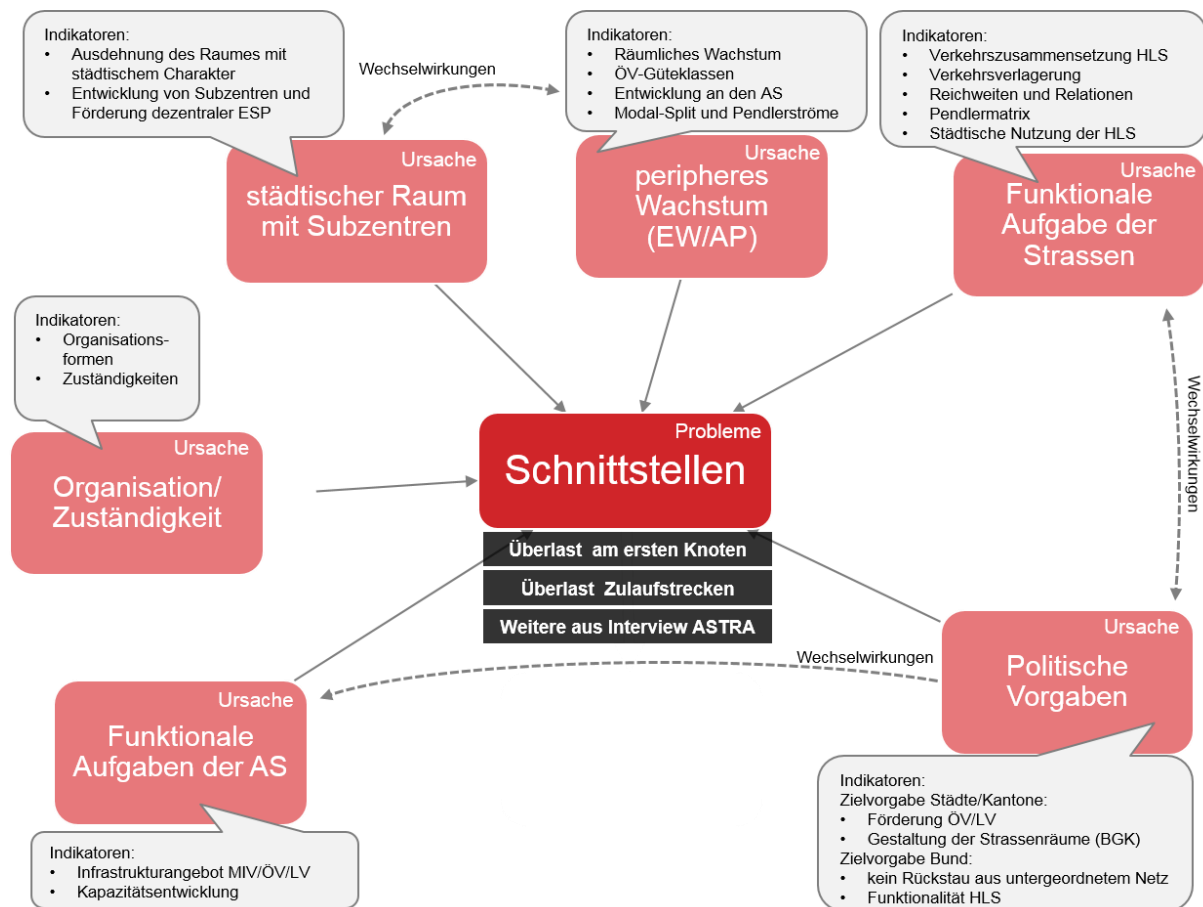 Indikatoren:
• Ausdehnung des Raumes mit
städtischem Charakter
• Entwicklung von Subzentren und
Förderung dezentraler ESP
Wechselwirkungen
Indikatoren:
• Räumliches Wachstum
• ÖV-Güteklassen
• Entwicklung an den AS
• Modal-Split und Pendlerströme
Indikatoren:
• Verkehrszusammensetzung HLS
• Verkehrsverlagerung
• Reichweiten und Relationen
• Pendlermatrix
• Städtische Nutzung der HLS
Ursache
städtischer Raum
mit Subzentren
Ursache
peripheres
Wachstum
(EW/AP)
Ursache
Funktionale
Aufgabe der
Strassen
Indikatoren:
• Organisations-
formen
• Zuständigkeiten
Ursache
Organisation/
Zuständigkeit
Probleme
Schnittstellen
Überlast am ersten Knoten
Überlast Zulaufstrecken
Weitere aus Interview ASTRA
Wechselwirkungen
Wechselwirkungen
Ursache
Funktionale
Aufgaben der AS
Ursache
Politische
Vorgaben
Indikatoren:
• Infrastrukturangebot MIV/ÖV/LV
• Kapazitätsentwicklung
Indikatoren:
Zielvorgabe Städte/Kantone:
• Förderung ÖV/LV
• Gestaltung der Strassenräume (BGK)
Zielvorgabe Bund:
• kein Rückstau aus untergeordnetem Netz
• Funktionalität HLS